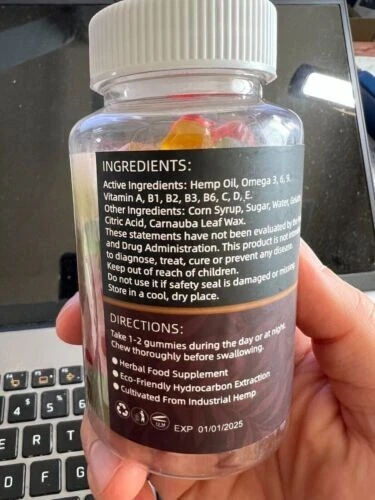 INGREDIENTS:
Active Ingredients: Hemp Oil, Omega 3, 6, 9,
Vitamin A, B1, B2, B3, B6, C, D, E.
Other Ingredients: Corn Syrup, Sugar, Water,
Citric Acid, Carnauba Leaf Wax.
These statements have not been evaluated by the
and Drug Administration. This product is not
to diagnose, treat, cure or prevent any disease.
Keep out of reach of children.
Do not use it if safety seal is damaged or missing
Store in a cool, dry place.
DIRECTIONS:
Take 1-2 gummies during the day or at night.
Chew thoroughly before swallowing.
● Herbal Food Supplement
● Eco-Friendly Hydrocarbon Extraction
● Cultivated From Industrial Hemp
12M
EXP 01/01/2025